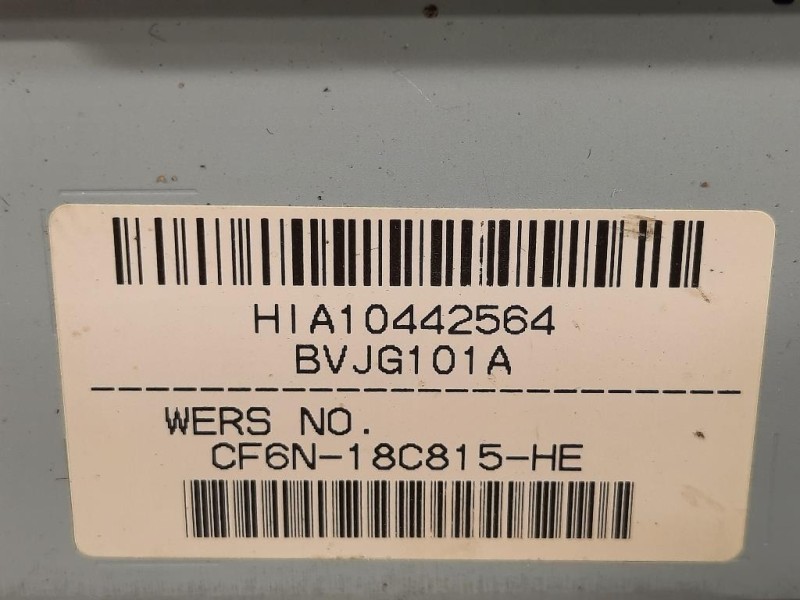 HIA10442564
BVJG101A
WERS NO.
CF6N-18C815-HE